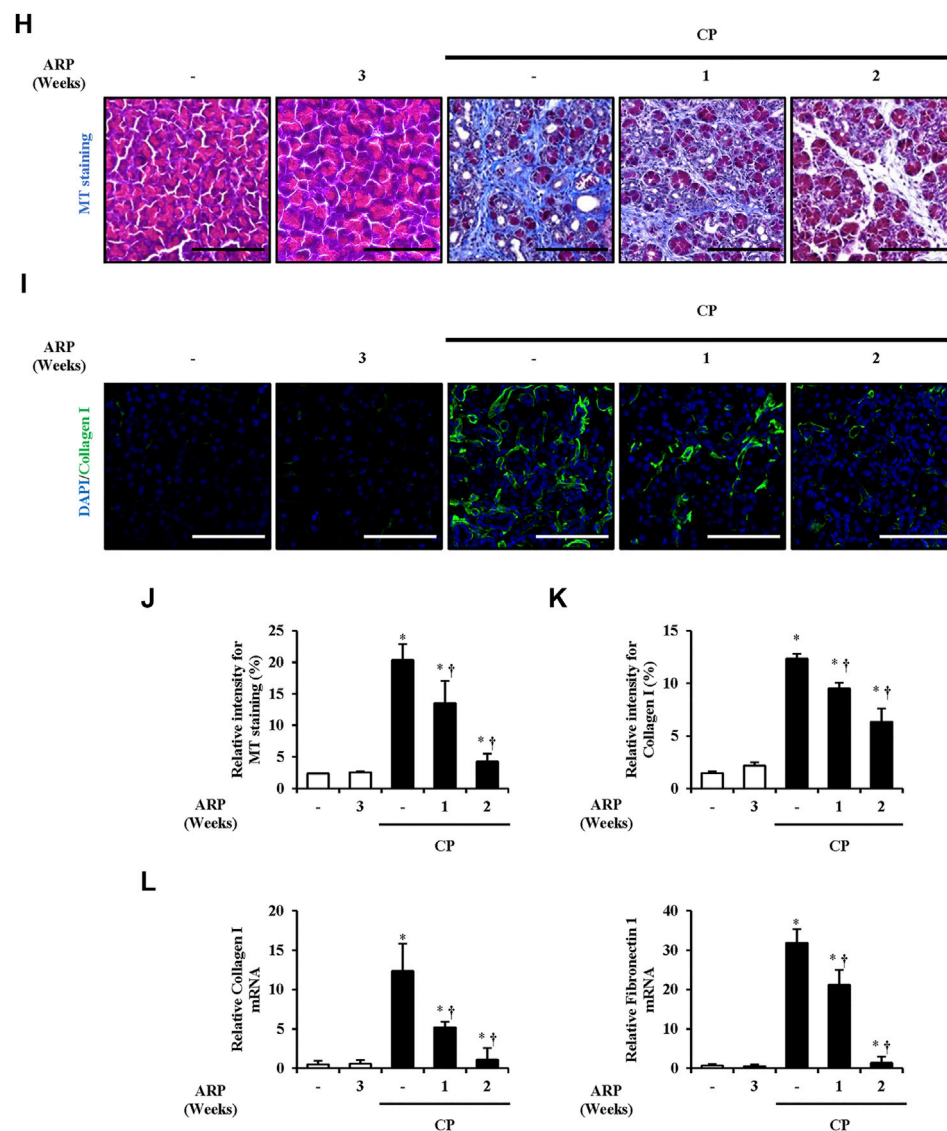 H
CP
ARP
(Weeks)
- 3 - 1 2
MT staining
I
CP
ARP
(Weeks)
- 3 - 1 2
DAPI/Collagen I
J
Relative intensity for
MT staining (%)
25
20
15
10
5
0
*
* †
* †
ARP
(Weeks)
- 3 - 1 2
CP
K
Relative intensity for
Collagen I (%)
15
10
5
0
*
* †
* †
ARP
(Weeks)
- 3 - 1 2
CP
L
Relative Collagen I
mRNA
20
15
10
5
0
*
* †
* †
ARP
(Weeks)
- 3 - 1 2
CP
Relative Fibronectin 1
mRNA
40
30
20
10
0
*
* †
* †
ARP
(Weeks)
- 3 - 1 2
CP